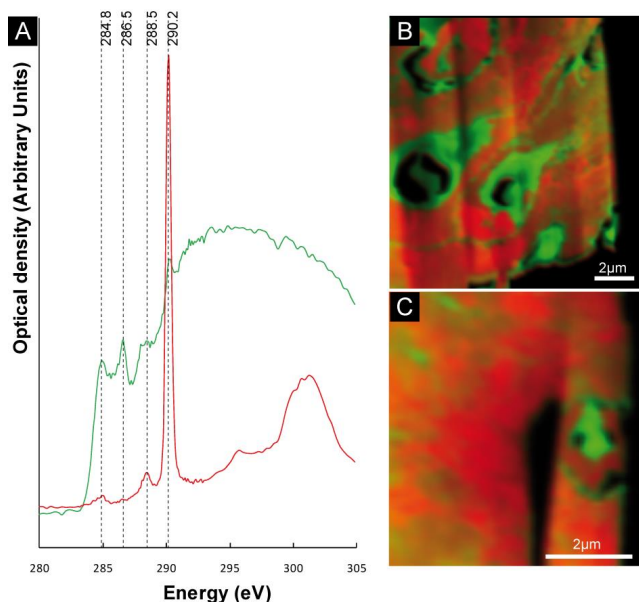 A
284.8
286.5
288.5
290.2
Optical density (Arbitrary Units)
280
285
290
295
300
305
Energy (eV)
B
2µm
C
2µm